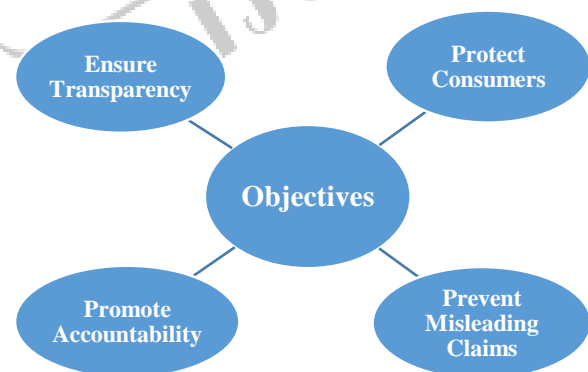 Ensure
Transparency
Protect
Consumers
Objectives
Promote
Accountability
Prevent
Misleading
Claims